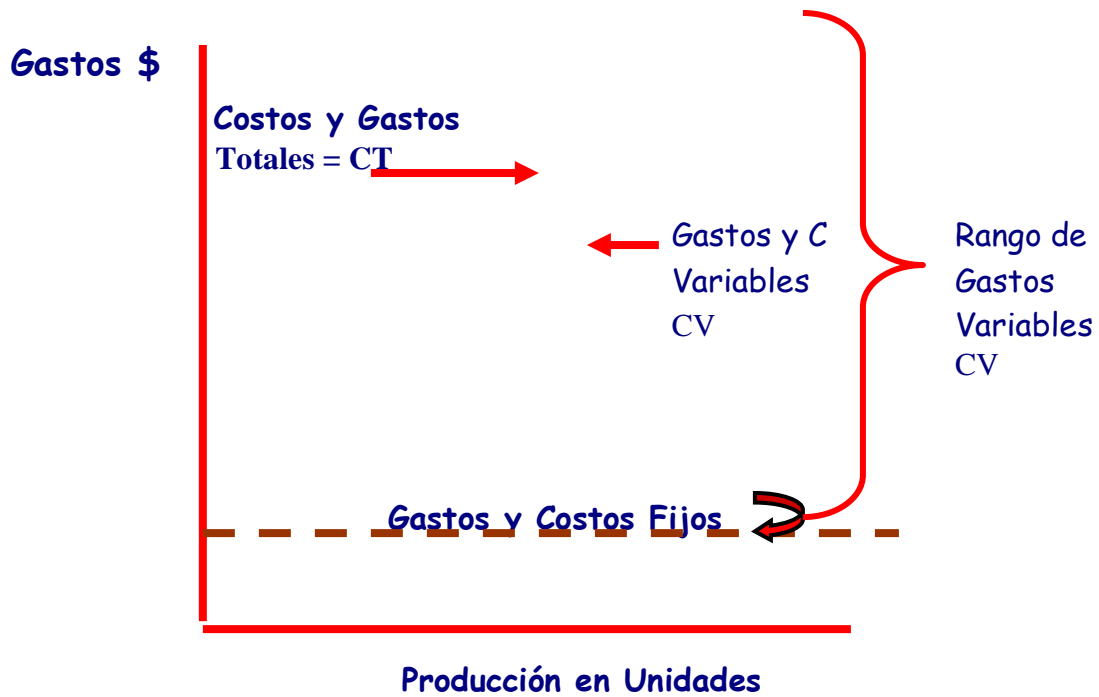 Gastos $
Costos y Gastos
Totales = CT
Gastos y C
Variables
CV
Rango de
Gastos
Variables
CV
Gastos y Costos Fijos
Producción en Unidades